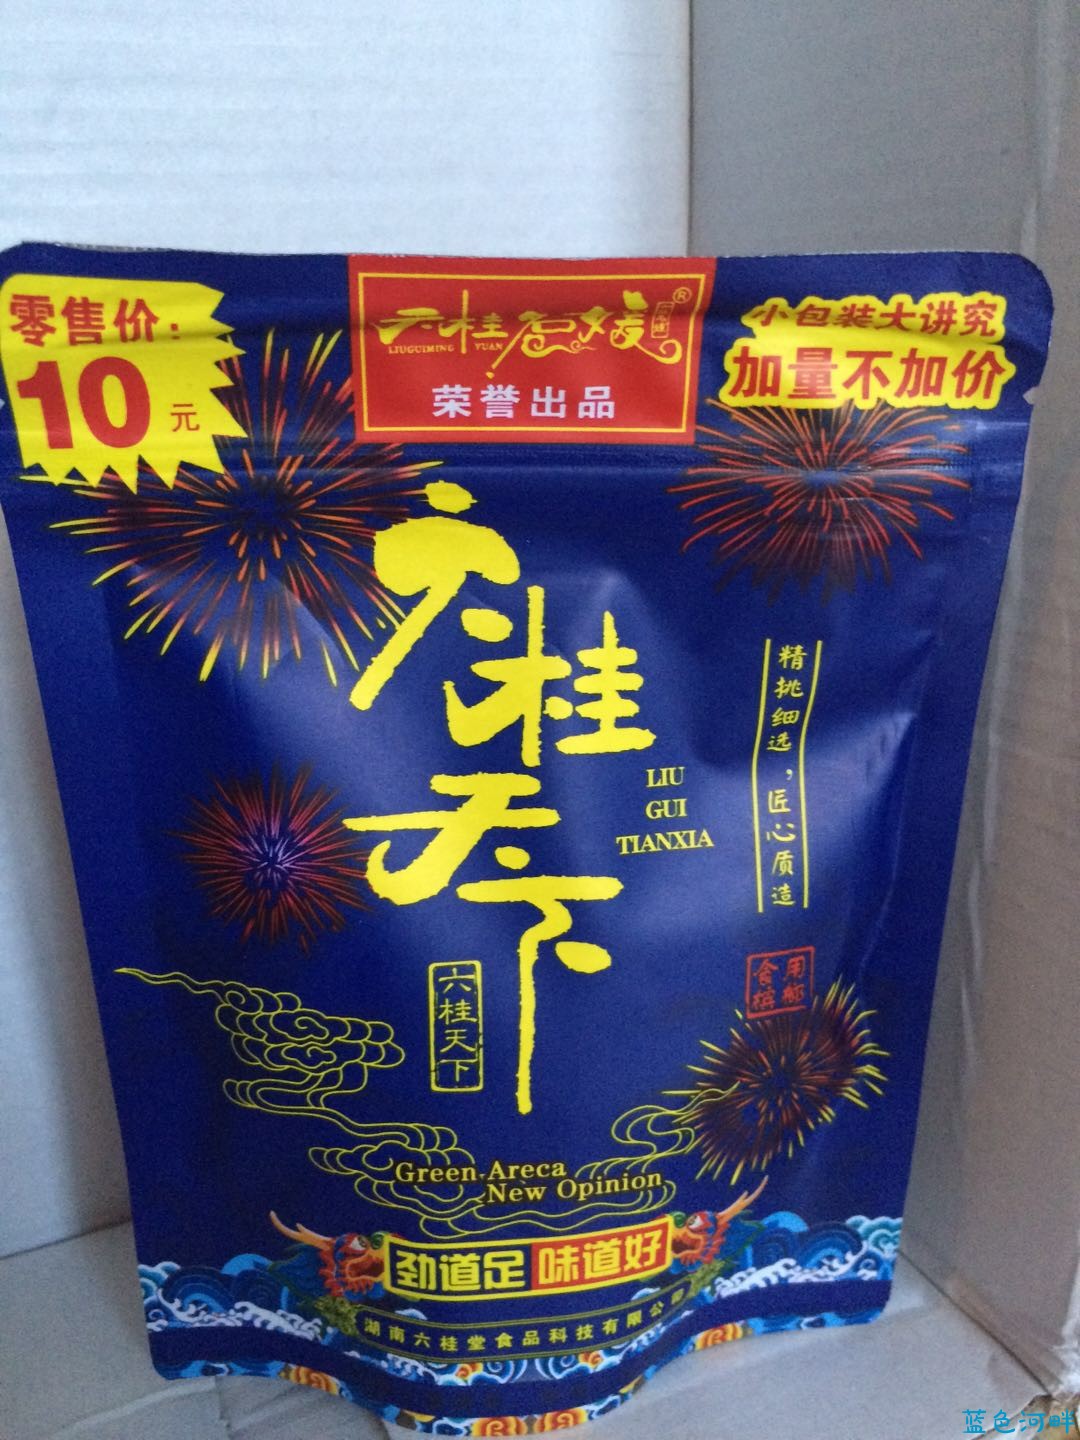 零售价:
10元
六桂名媛®
LIUGUIMING YUAN
荣誉出品
小包装大讲究
加量不加价
六桂天下
LIU
GUI
TIANXIA
精挑细选，匠心质造
食用
槟榔
六桂天下
Green Areca
New Opinion
劲道足 味道好
湖南六桂堂食品科技有限公司
蓝色河畔